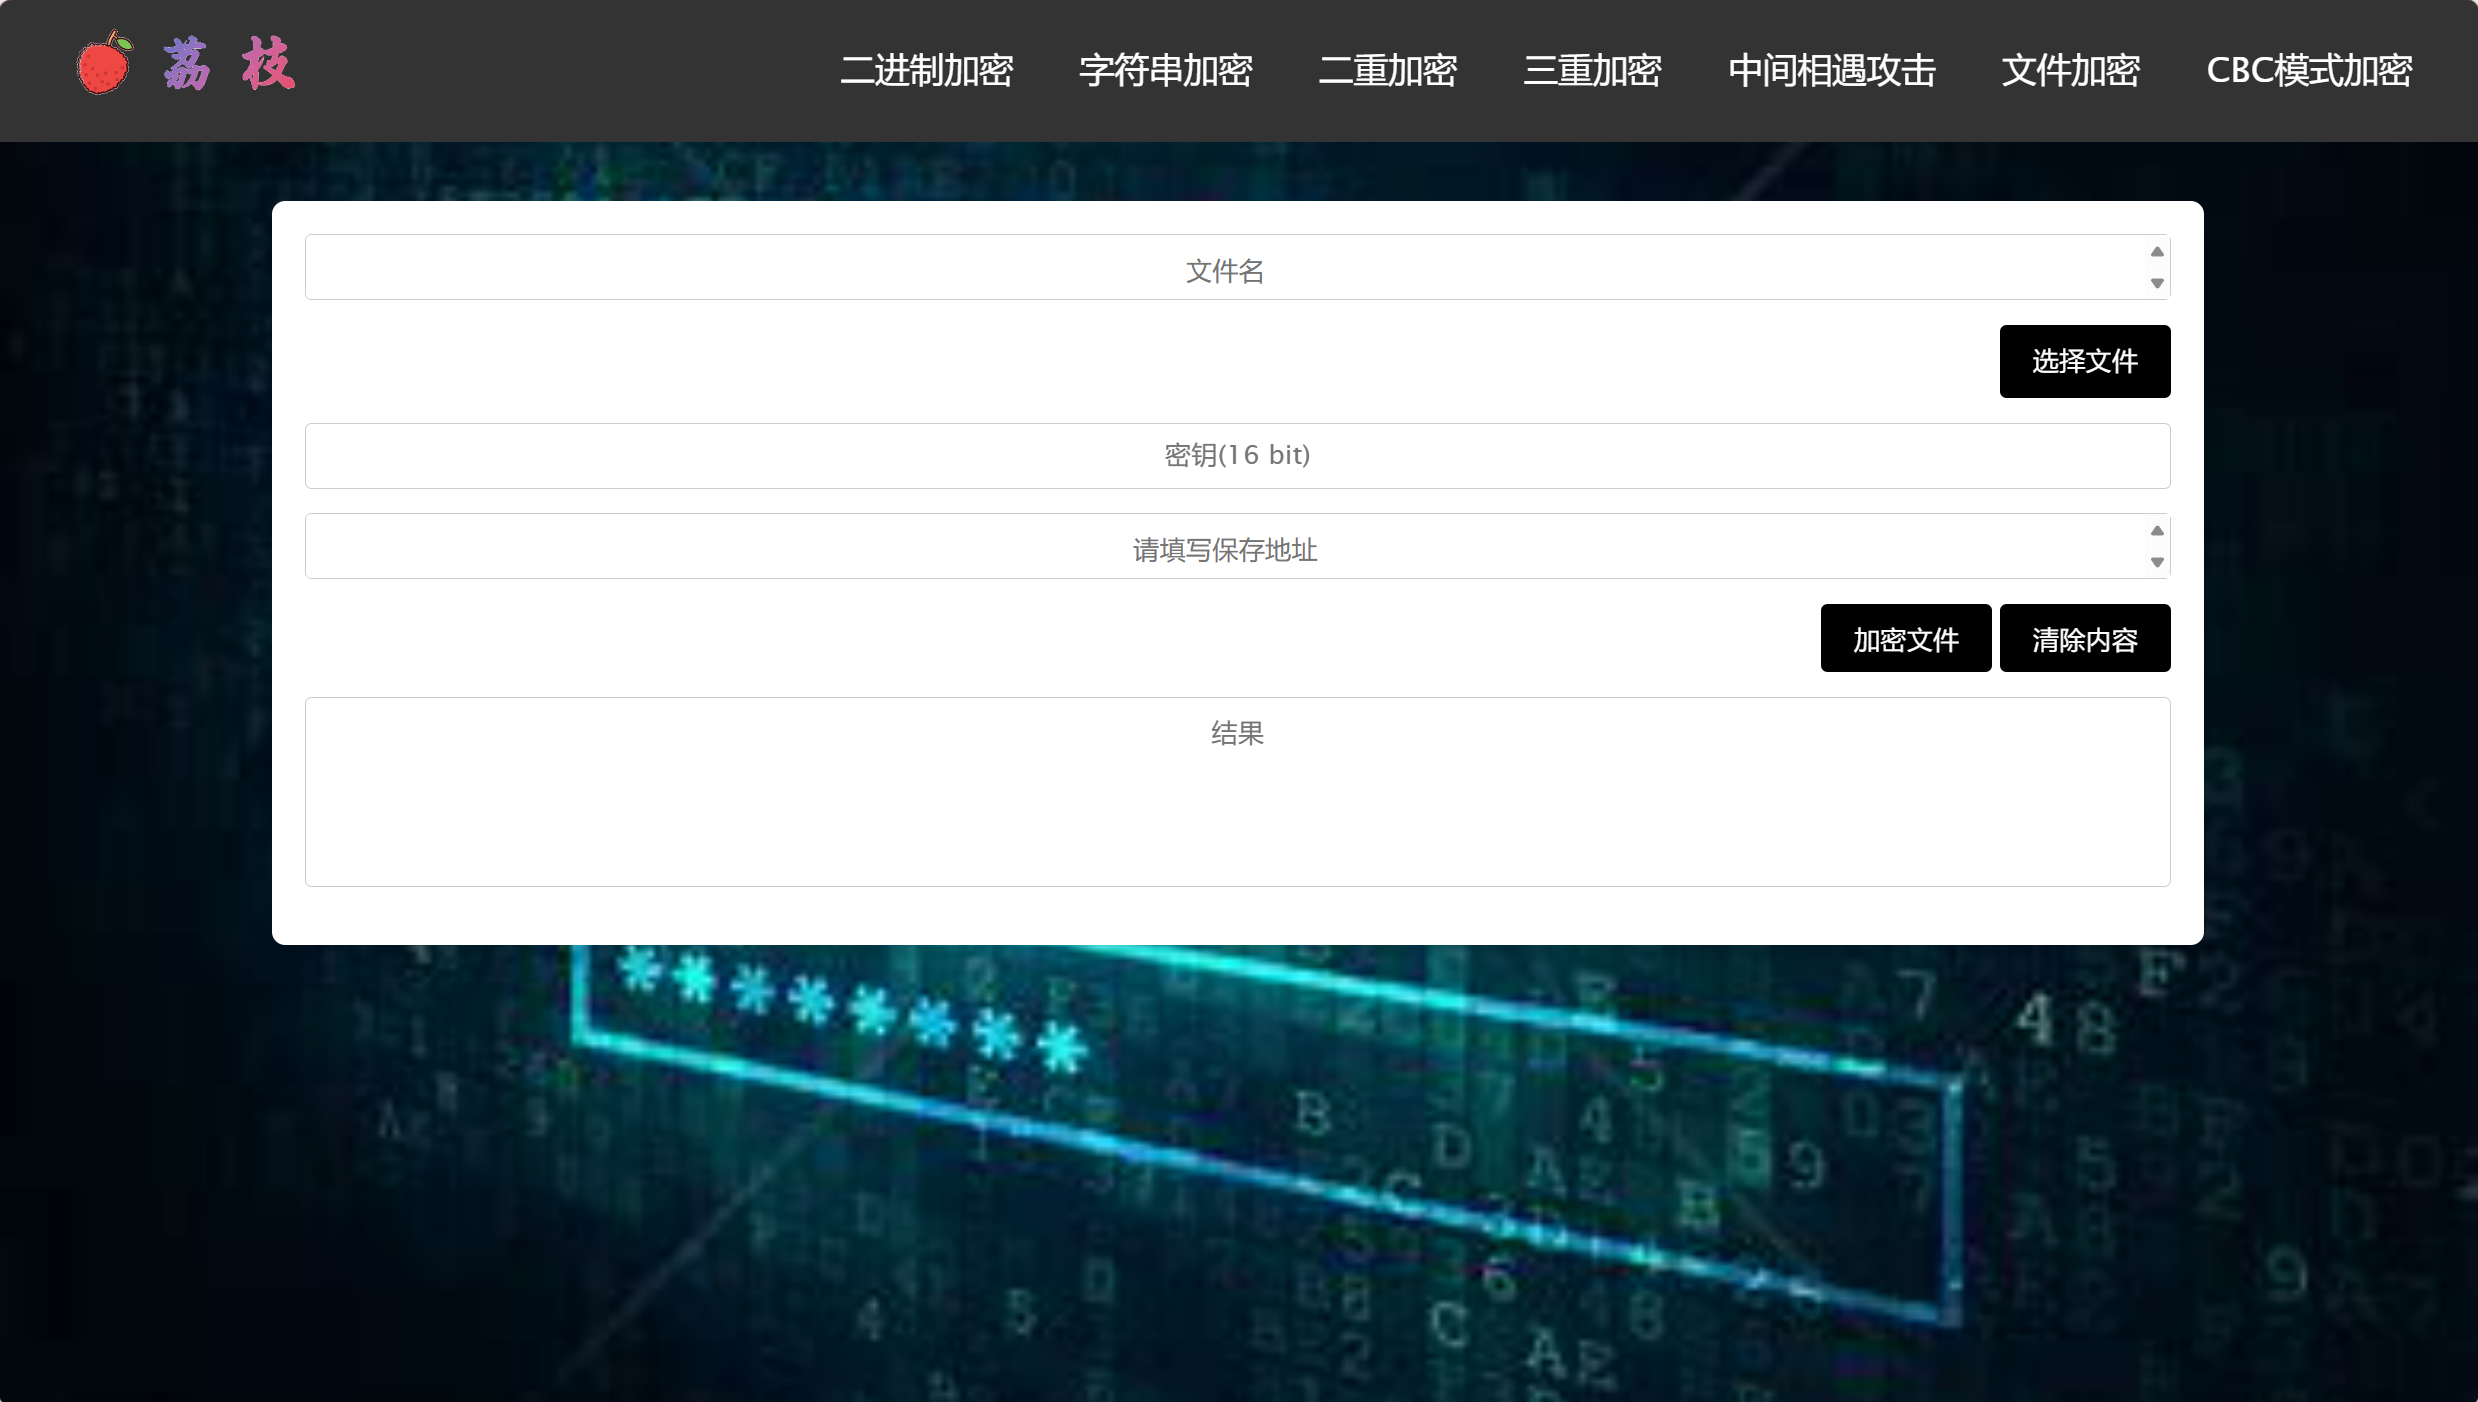 荔 枝
二进制加密 字符串加密 二重加密 三重加密 中间相遇攻击 文件加密 CBC模式加密
文件名
选择文件
密钥(16 bit)
请填写保存地址
加密文件 清除内容
结果
********